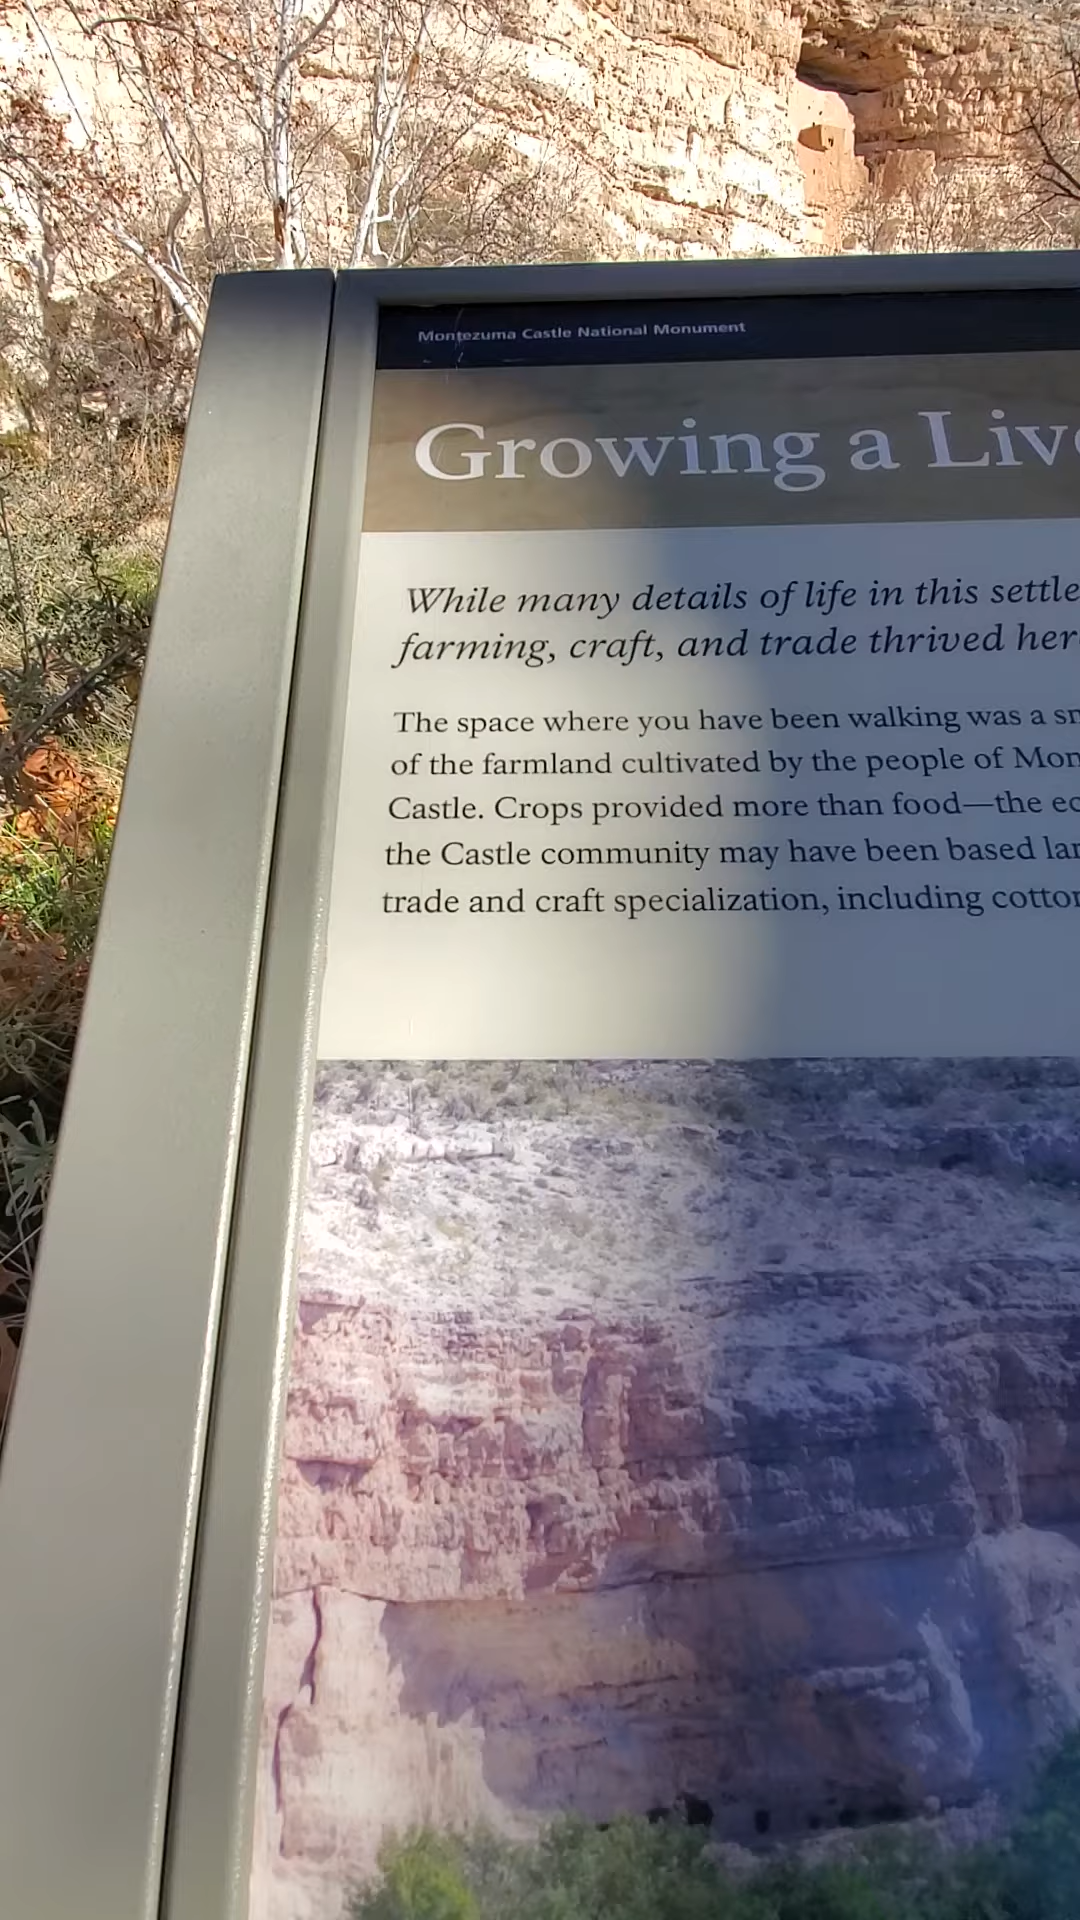 Montezuma Castle National Monument
Growing a Liv
While many details of life in this settle
farming, craft, and trade thrived her
The space where you have been walking was a sm
of the farmland cultivated by the people of Mon
Castle. Crops provided more than food—the ec
the Castle community may have been based lar
trade and craft specialization, including cotton